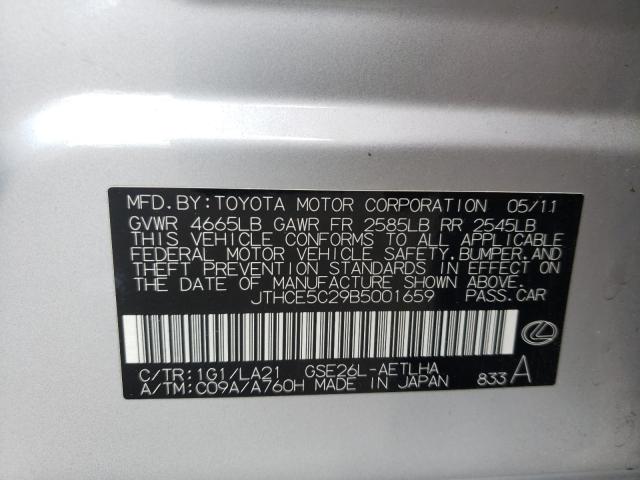 MFD.BY:TOYOTA MOTOR CORPORATION 05/11
GVWR 4665LB GAWR FR 2585LB RR 2545LB
THIS VEHICLE CONFORMS TO ALL APPLICABLE
FEDERAL MOTOR VEHICLE SAFETY,BUMPER,AND
THEFT PREVENTION STANDARDS IN EFFECT ON
THE DATE OF MANUFACTURE SHOWN ABOVE.
JTHCE5C29B5001659 PASS.CAR
C/TR:1G1/LA21 GSE26L-AETLHA
A/TM:C09A/A760H MADE IN JAPAN 833A